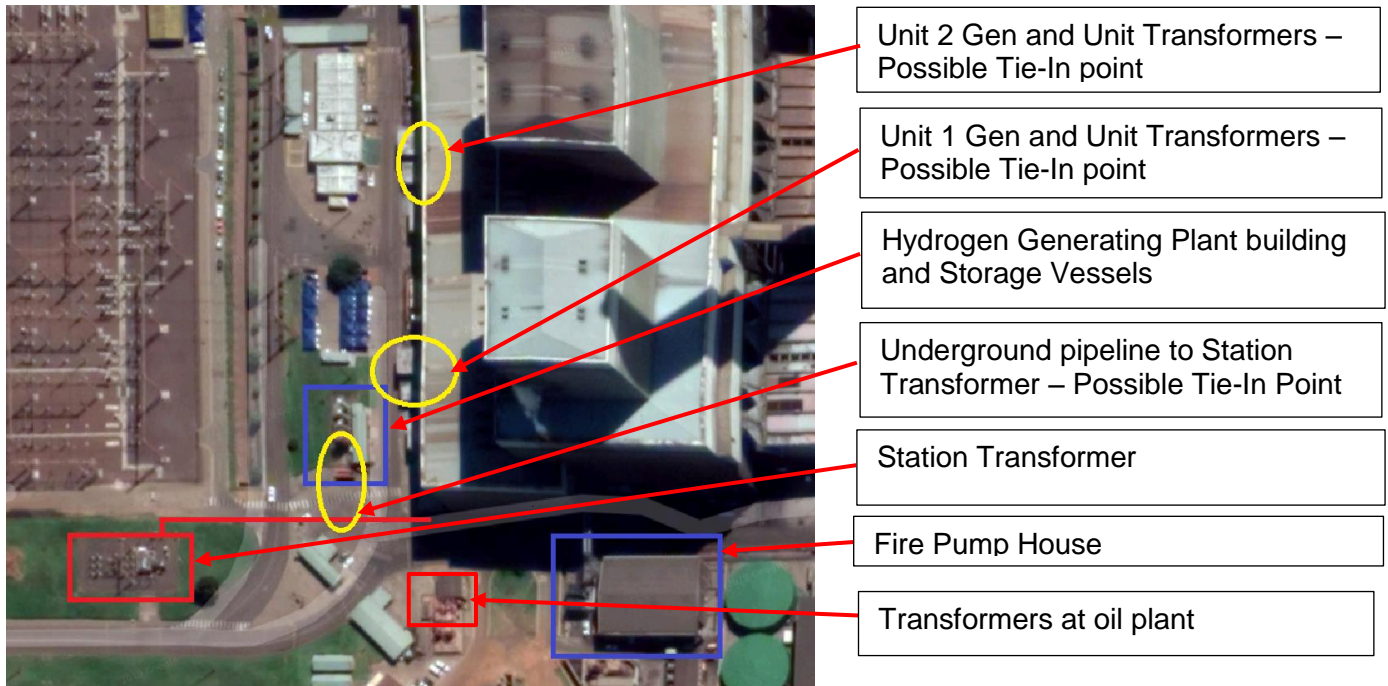 Unit 2 Gen and Unit Transformers –
Possible Tie-In point
Unit 1 Gen and Unit Transformers –
Possible Tie-In point
Hydrogen Generating Plant building
and Storage Vessels
Underground pipeline to Station
Transformer – Possible Tie-In Point
Station Transformer
Fire Pump House
Transformers at oil plant